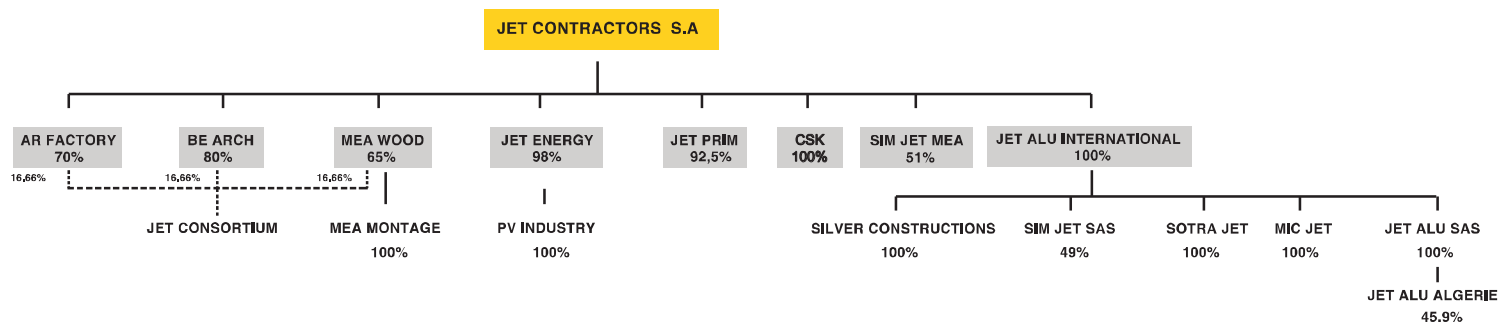 JET CONTRACTORS S.A
AR FACTORY
70%
BE ARCH
80%
MEA WOOD
65%
JET ENERGY
98%
JET PRIM
92,5%
CSK
100%
SIM JET MEA
51%
JET ALU INTERNATIONAL
100%
16,66%
16,66%
16,66%
JET CONSORTIUM
MEA MONTAGE
100%
PV INDUSTRY
100%
SILVER CONSTRUCTIONS
100%
SIM JET SAS
49%
SOTRA JET
100%
MIC JET
100%
JET ALU SAS
100%
JET ALU ALGERIE
45.9%